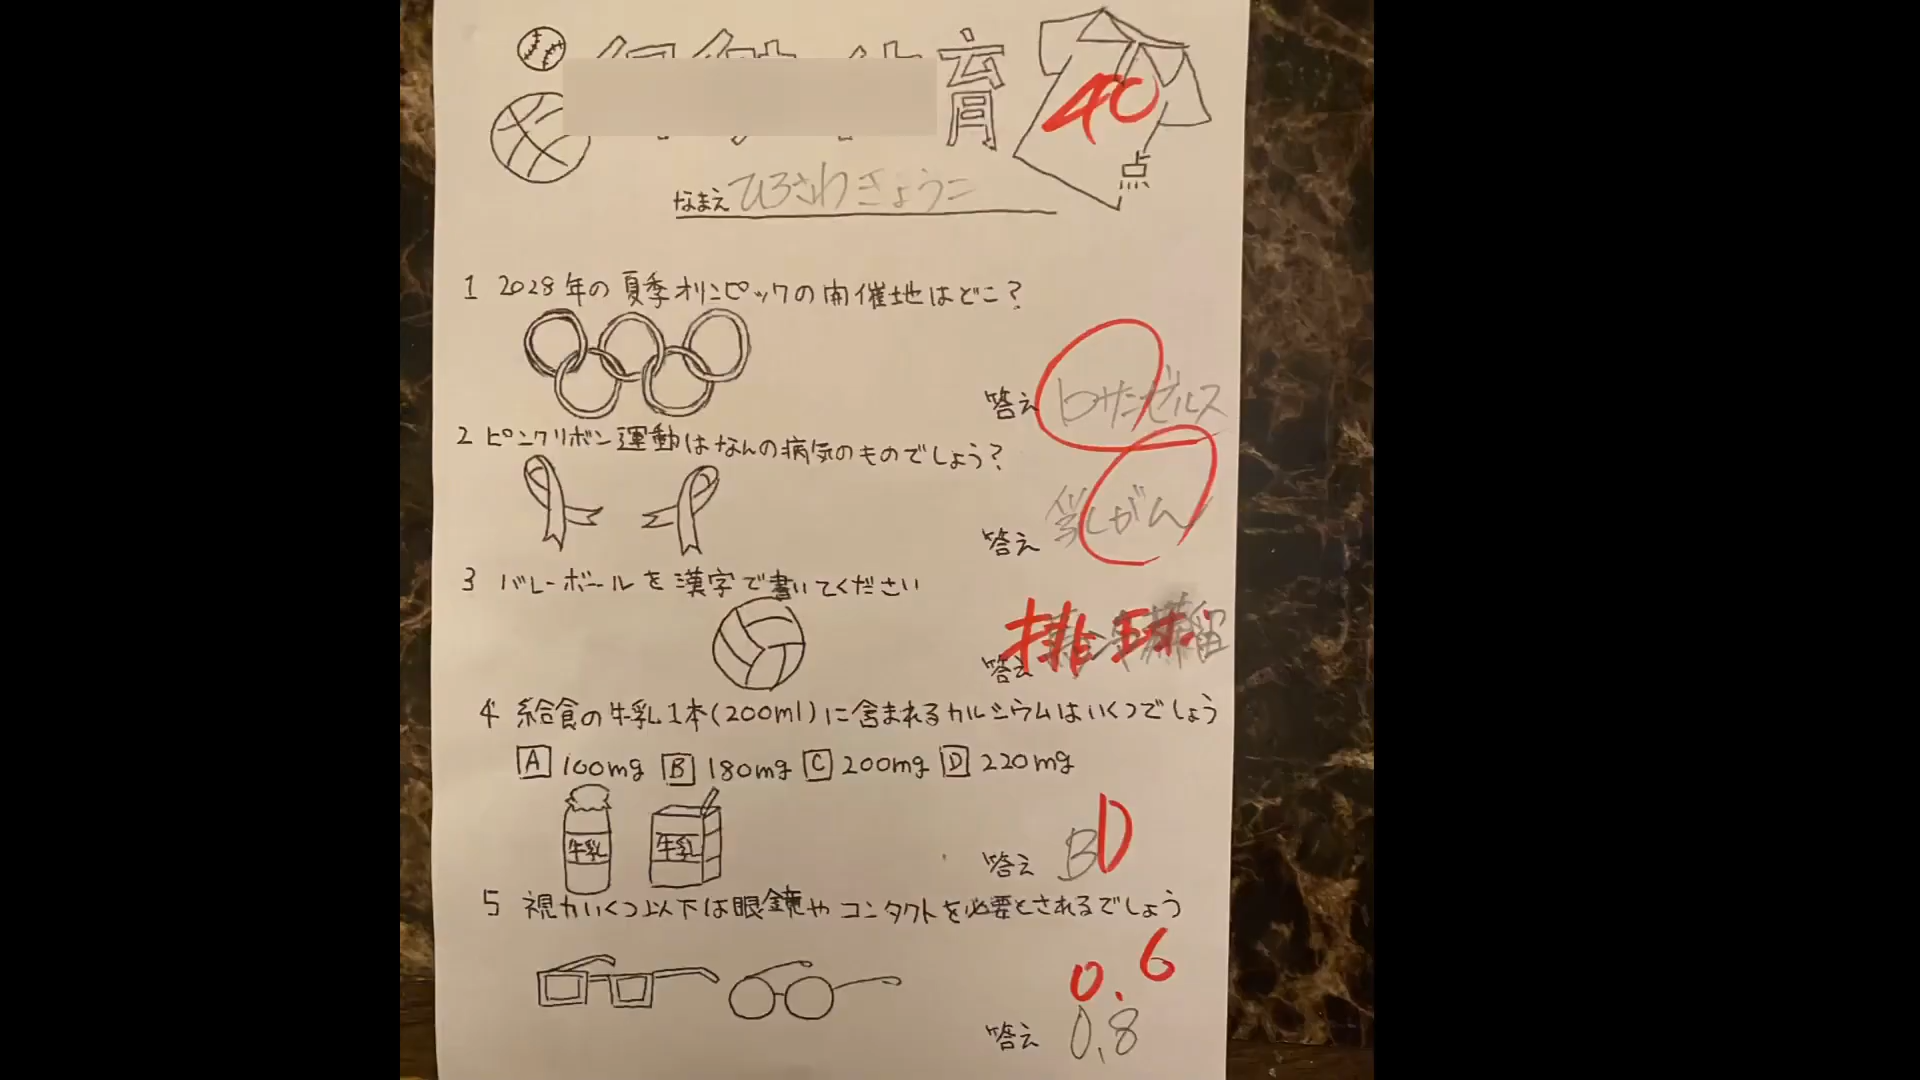 育
40
点
なまえ ひろさわきょうこ
1 2028年の夏季オリンピックの開催地はどこ?
答え ロサンゼルス
2 ピンクリボン運動はなんの病気のものでしょう?
答え 乳がん
3 バレーボールを漢字で書いてください
答え 排球
4 給食の牛乳1本(200ml)に含まれるカルシウムはいくつでしょう
A 160mg B 180mg C 200mg D 220mg
牛乳 牛乳
答え B D
5 視力いくつ以下は眼鏡やコンタクトを必要とされるでしょう
0.6
答え 0.8